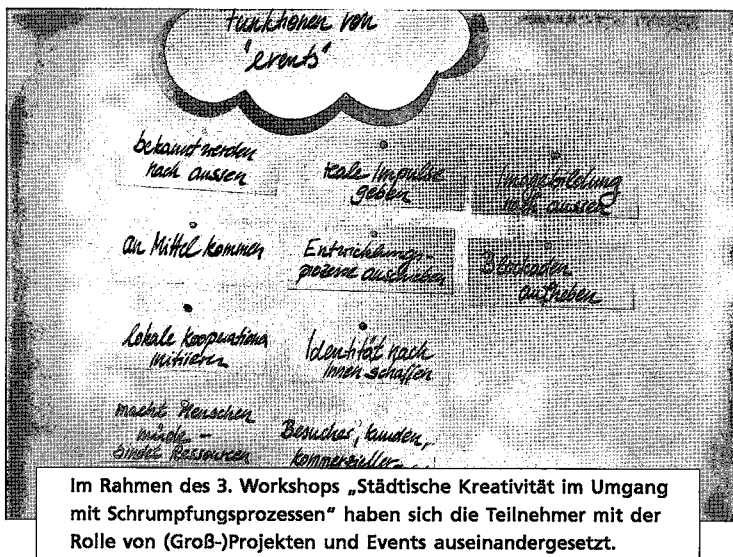 Funktionen von
"events"
bekannt werden
nach aussen
reale Impulse
geben
Imagebildung
nach aussen
an Mittel kommen
Entwicklungs-
prozesse anschieben
Blockaden
aufheben
lokale Kooperationen
initiieren
Identität nach
innen schaffen
macht Menschen
müde -
bindet Ressourcen
Besucher, Kunden,
kommerzieller
Im Rahmen des 3. Workshops „Städtische Kreativität im Umgang
mit Schrumpfungsprozessen“ haben sich die Teilnehmer mit der
Rolle von (Groß-)Projekten und Events auseinandergesetzt.